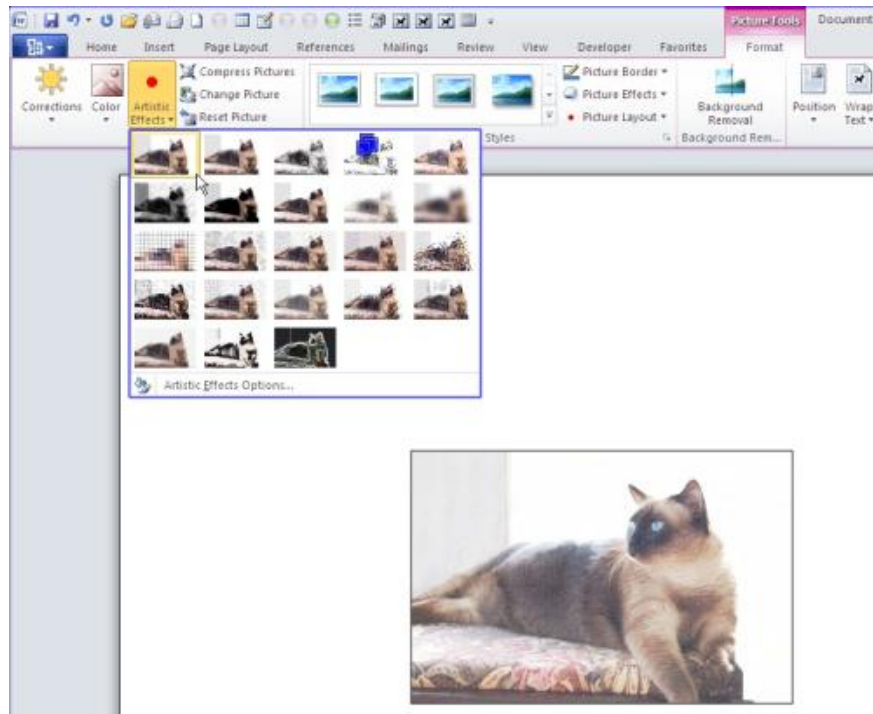 Picture Tools Document
Home Insert Page Layout References Mailings Review View Developer Favorites Format
Compress Pictures
Change Picture
Reset Picture
Corrections Color Artistic Effects
Picture Border
Picture Effects
Picture Layout
Background Removal
Position Wrap Text
Styles
Background Rem...
Artistic Effects Options...